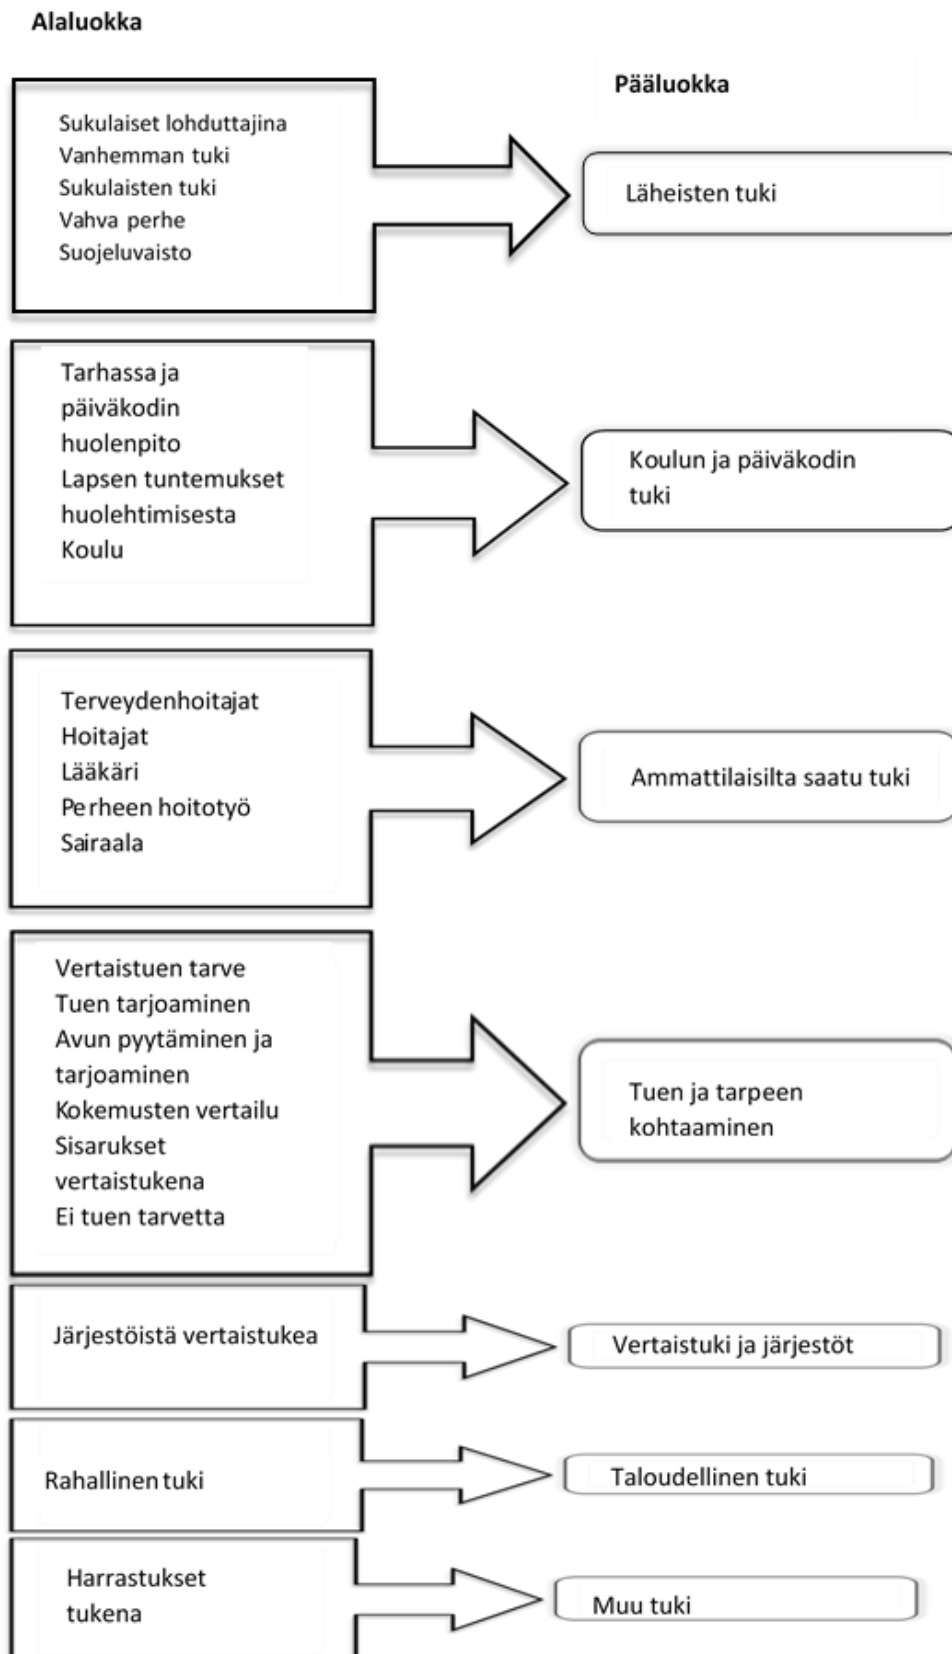 Alaluokka
Pääluokka
Sukulaiset lohduttajina
Vanhemman tuki
Sukulaisten tuki
Vahva perhe
Suojeluvaisto
Läheisten tuki
Tarhassa ja
päiväkodin
huolenpito
Lapsen tuntemukset
huolehtimisesta
Koulu
Koulun ja päiväkodin
tuki
Terveydenhoitajat
Hoitajat
Lääkäri
Perheen hoitotyö
Sairaala
Ammattilaisilta saatu tuki
Vertaistuen tarve
Tuen tarjoaminen
Avun pyytäminen ja
tarjoaminen
Kokemusten vertailu
Sisarukset
vertaistukena
Ei tuen tarvetta
Tuen ja tarpeen
kohtaaminen
Järjestöistä vertaistukea
Vertaistuki ja järjestöt
Rahallinen tuki
Taloudellinen tuki
Harrastukset
tukena
Muu tuki